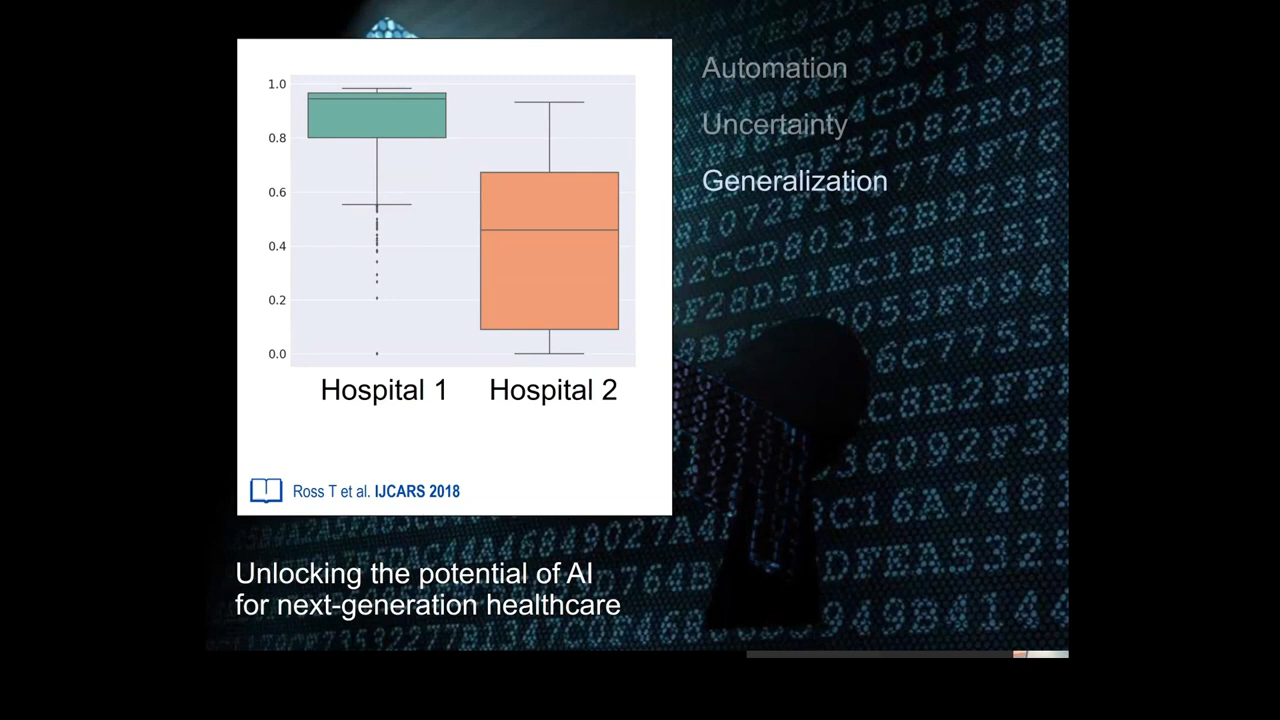 Automation
Uncertainty
Generalization
1.0
0.8
0.6
0.4
0.2
0.0
Hospital 1
Hospital 2
Ross T et al. IJCARS 2018
Unlocking the potential of AI
for next-generation healthcare